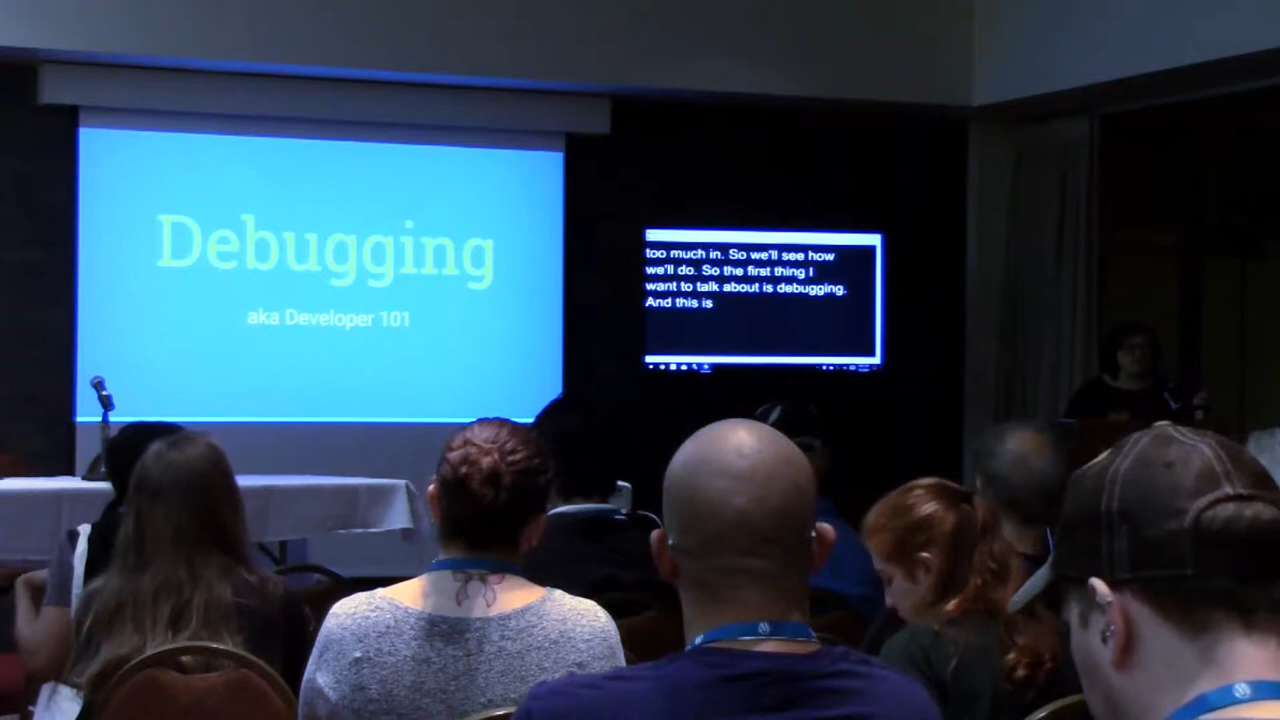 Debugging
aka Developer 101
too much in. So we'll see how
we'll do. So the first thing I
want to talk about is debugging.
And this is